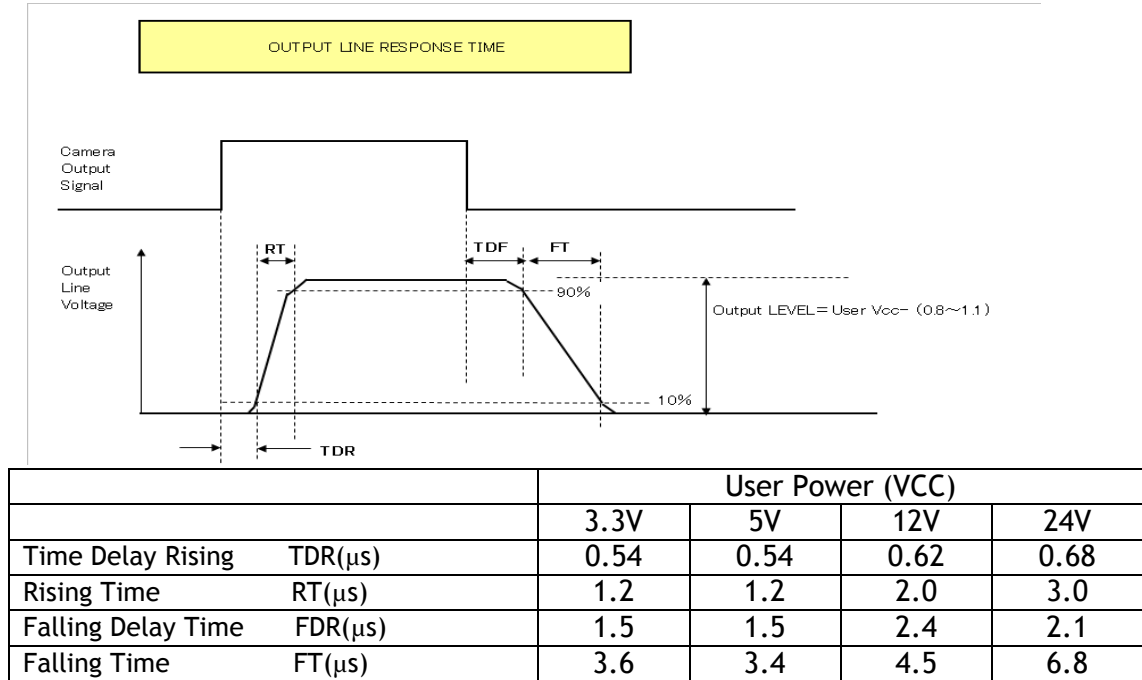 OUTPUT LINE RESPONSE TIME
Camera
Output
Signal
RT
TDF
FT
Output
Line
Voltage
90%
Output LEVEL=User Vcc-（0.8～1.1）
10%
TDR
User Power (VCC)
3.3V 5V 12V 24V
Time Delay Rising TDR(μs) 0.54 0.54 0.62 0.68
Rising Time RT(μs) 1.2 1.2 2.0 3.0
Falling Delay Time FDR(μs) 1.5 1.5 2.4 2.1
Falling Time FT(μs) 3.6 3.4 4.5 6.8